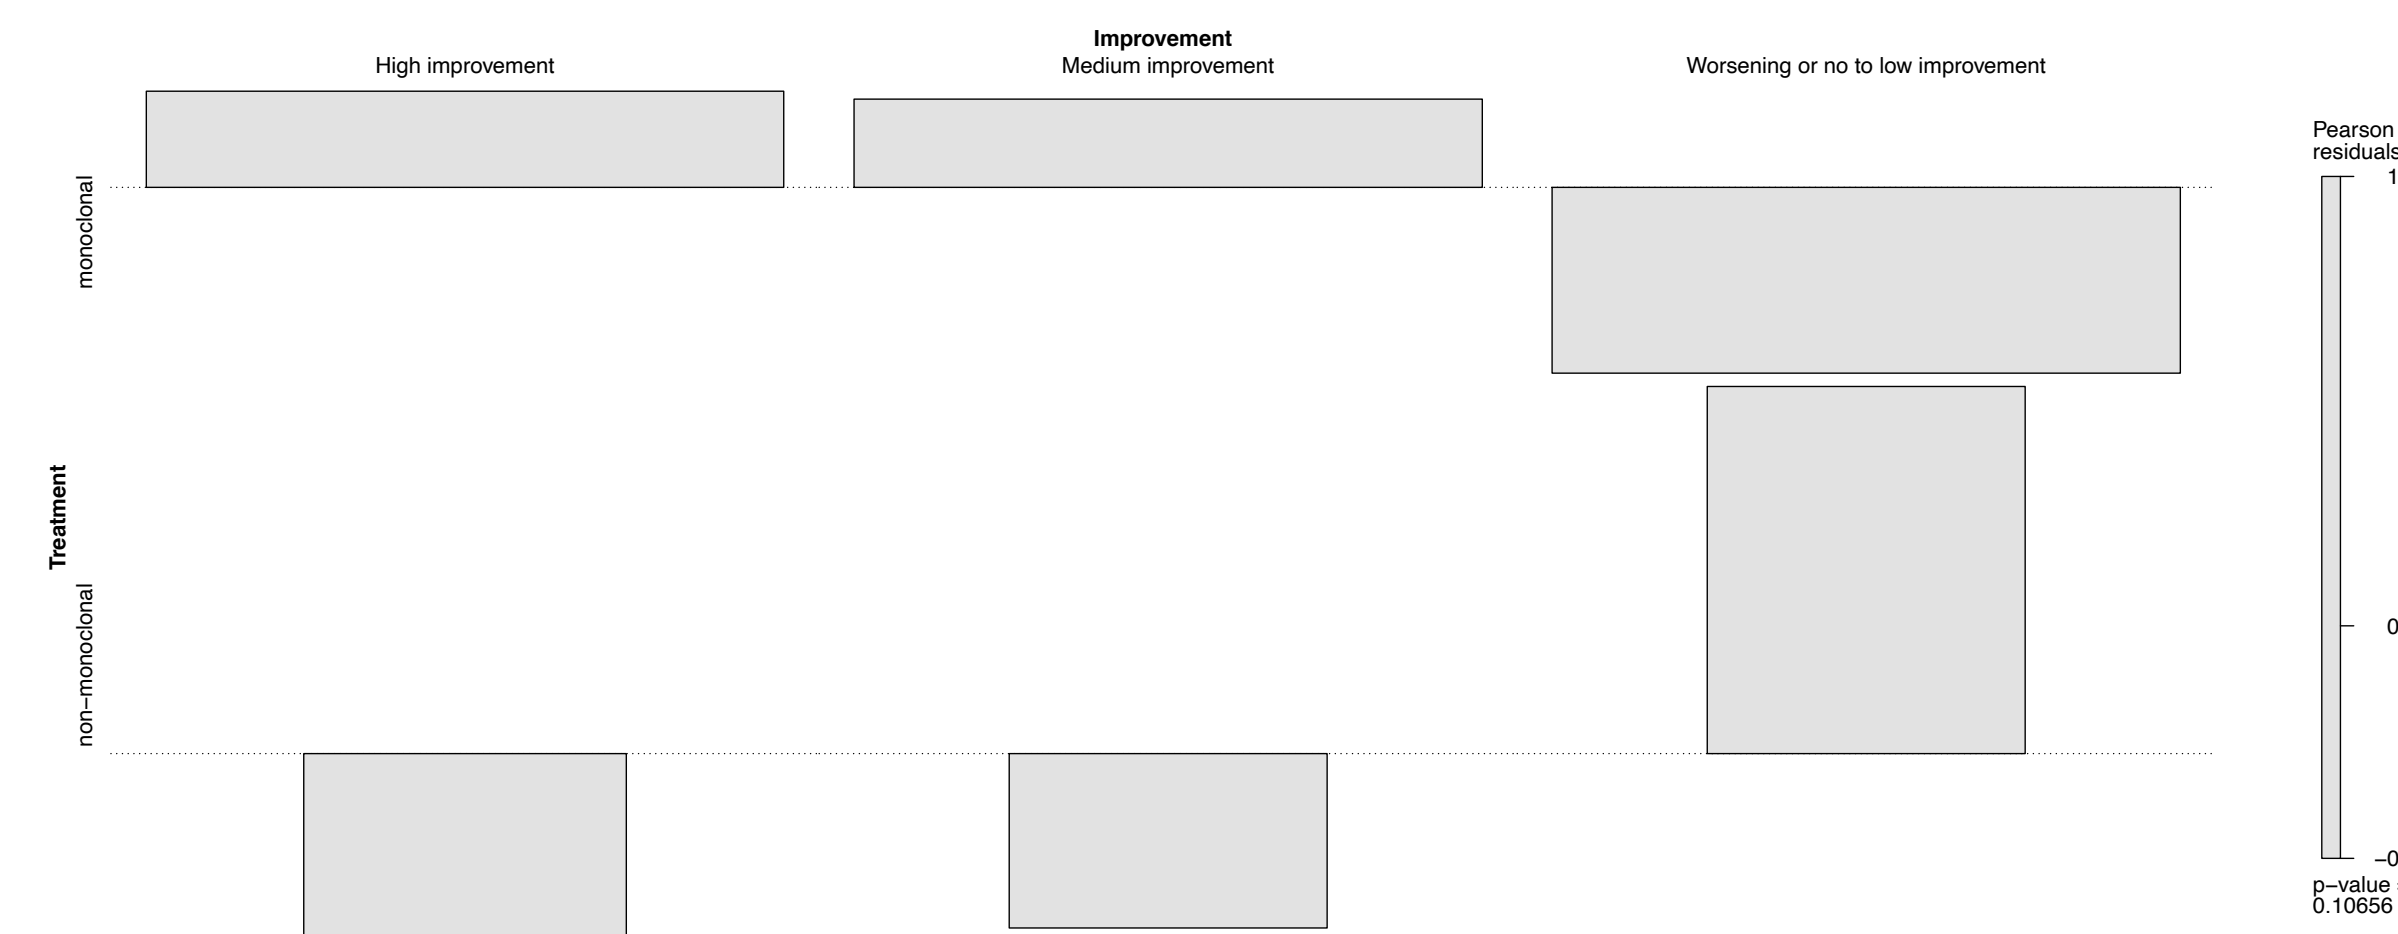 Improvement
High improvement Medium improvement Worsening or no to low improvement
Treatment
monoclonal
non−monoclonal
Pearson
residuals
1
0
−0
p−value
0.10656